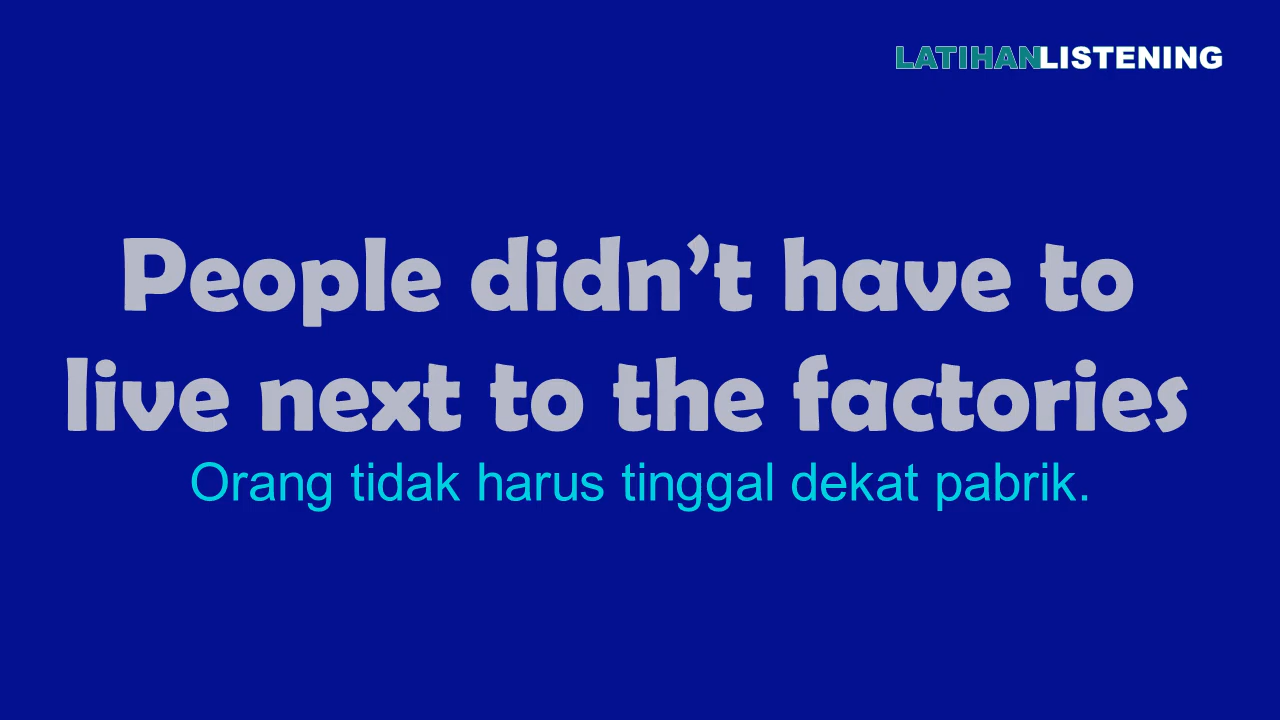 LATIHANLISTENING
People didn’t have to
live next to the factories
Orang tidak harus tinggal dekat pabrik.